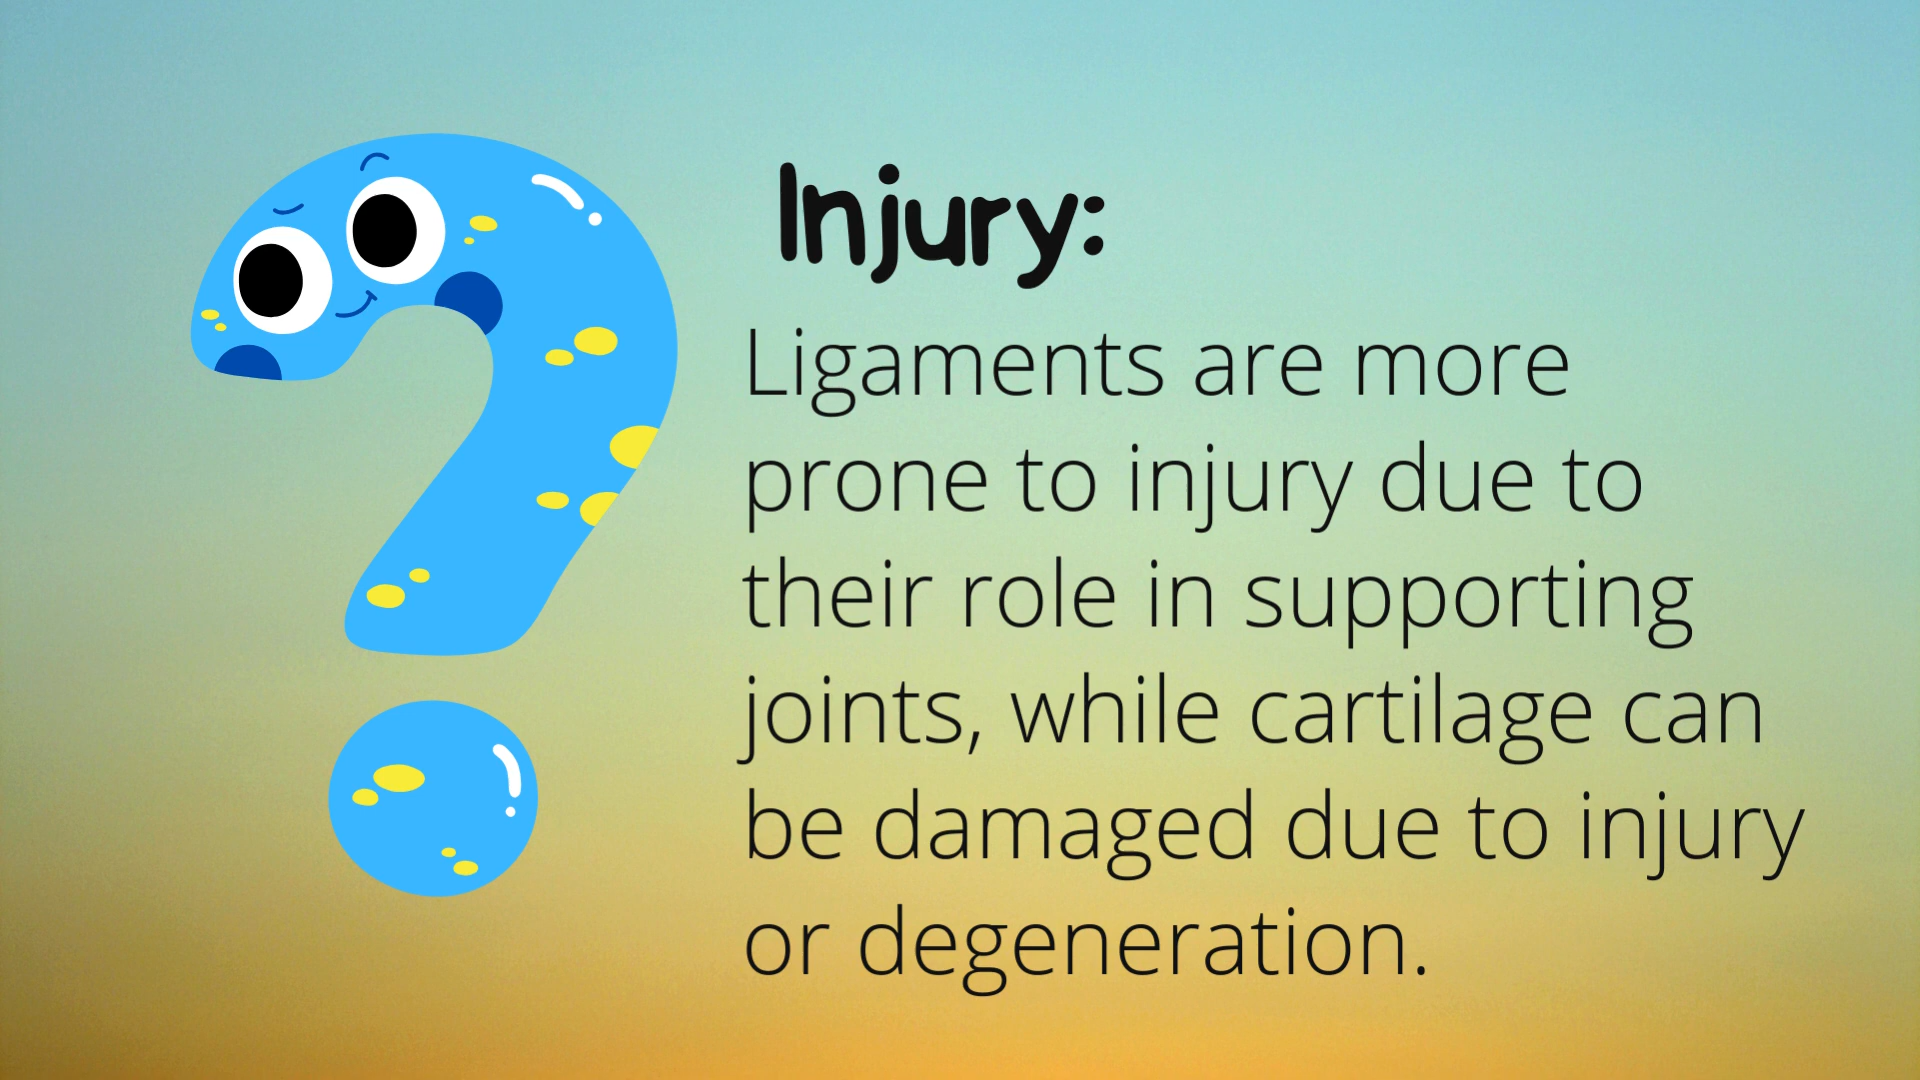 Injury:
Ligaments are more
prone to injury due to
their role in supporting
joints, while cartilage can
be damaged due to injury
or degeneration.